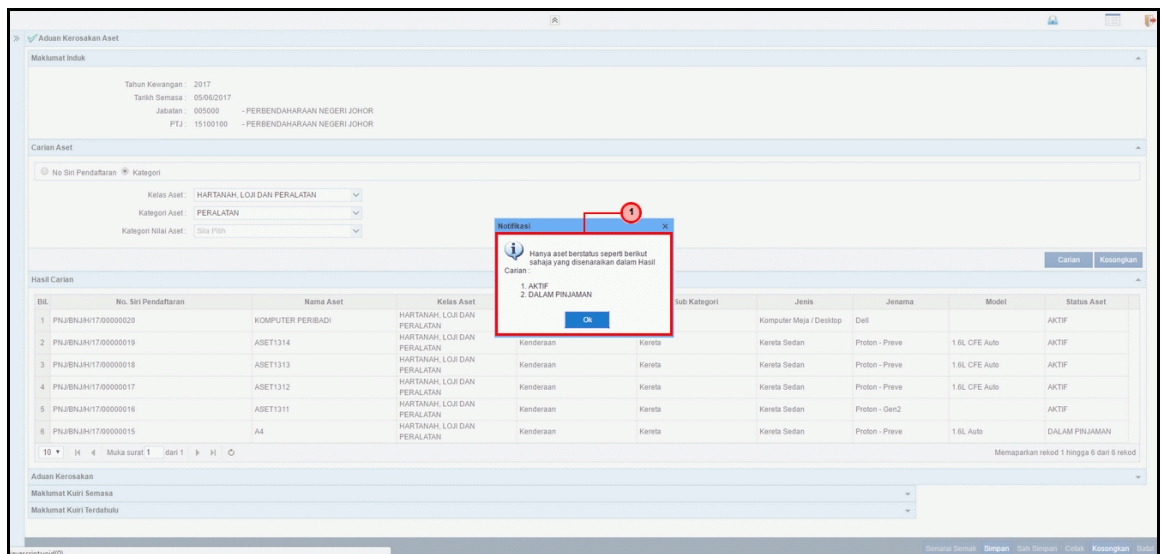 Aduan Kerosakan Aset
Maklumat Induk
Tahun Kewangan : 2017
Tarikh Semasa : 05/06/2017
Jabatan : 005000 - PERBENDAHARAAN NEGERI JOHOR
PTJ : 15100100 - PERBENDAHARAAN NEGERI JOHOR
Carian Aset
No Siri Pendaftaran Kategori
Kelas Aset : HARTANAH, LOJI DAN PERALATAN
Kategori Aset : PERALATAN
Kategori Nilai Aset : Sila Pilih
1
Notifikasi x
Hanya aset berstatus seperti berikut
sahaja yang disenaraikan dalam Hasil
Carian :
1. AKTIF
2. DALAM PINJAMAN
Ok
Carian Kosongkan
Hasil Carian
Bil. No. Siri Pendaftaran Nama Aset Kelas Aset Sub Kategori Jenis Jenama Model Status Aset
1 PNJ/BNJ/H/17/00000020 KOMPUTER PERIBADI HARTANAH, LOJI DAN PERALATAN Komputer Meja / Desktop Dell AKTIF
2 PNJ/BNJ/H/17/00000019 ASET1314 HARTANAH, LOJI DAN PERALATAN Kenderaan Kereta Kereta Sedan Proton - Preve 1.6L CFE Auto AKTIF
3 PNJ/BNJ/H/17/00000018 ASET1313 HARTANAH, LOJI DAN PERALATAN Kenderaan Kereta Kereta Sedan Proton - Preve 1.6L CFE Auto AKTIF
4 PNJ/BNJ/H/17/00000017 ASET1312 HARTANAH, LOJI DAN PERALATAN Kenderaan Kereta Kereta Sedan Proton - Preve 1.6L CFE Auto AKTIF
5 PNJ/BNJ/H/17/00000016 ASET1311 HARTANAH, LOJI DAN PERALATAN Kenderaan Kereta Kereta Sedan Proton - Gen2 AKTIF
6 PNJ/BNJ/H/17/00000015 A4 HARTANAH, LOJI DAN PERALATAN Kenderaan Kereta Kereta Sedan Proton - Preve 1.6L Auto DALAM PINJAMAN
10 Muka surat 1 dari 1 Memaparkan rekod 1 hingga 6 dari 6 rekod
Aduan Kerosakan
Maklumat Kuiri Semasa
Maklumat Kuiri Terdahulu
Senarai Semak Simpan Sah Simpan Cetak Kosongkan